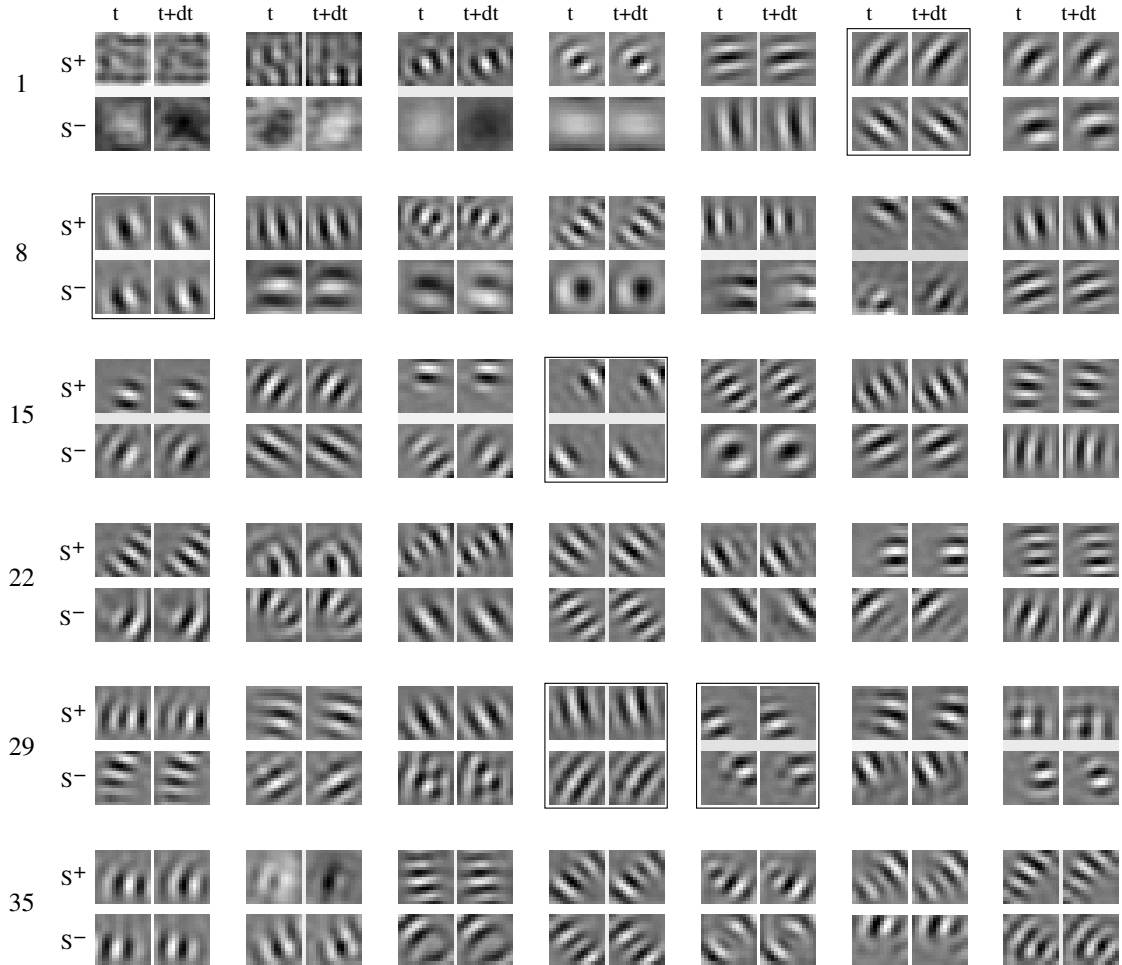 t t+dt t t+dt t t+dt t t+dt t t+dt t t+dt t t+dt
S+
1
S−
S+
8
S−
S+
15
S−
S+
22
S−
S+
29
S−
S+
35
S−